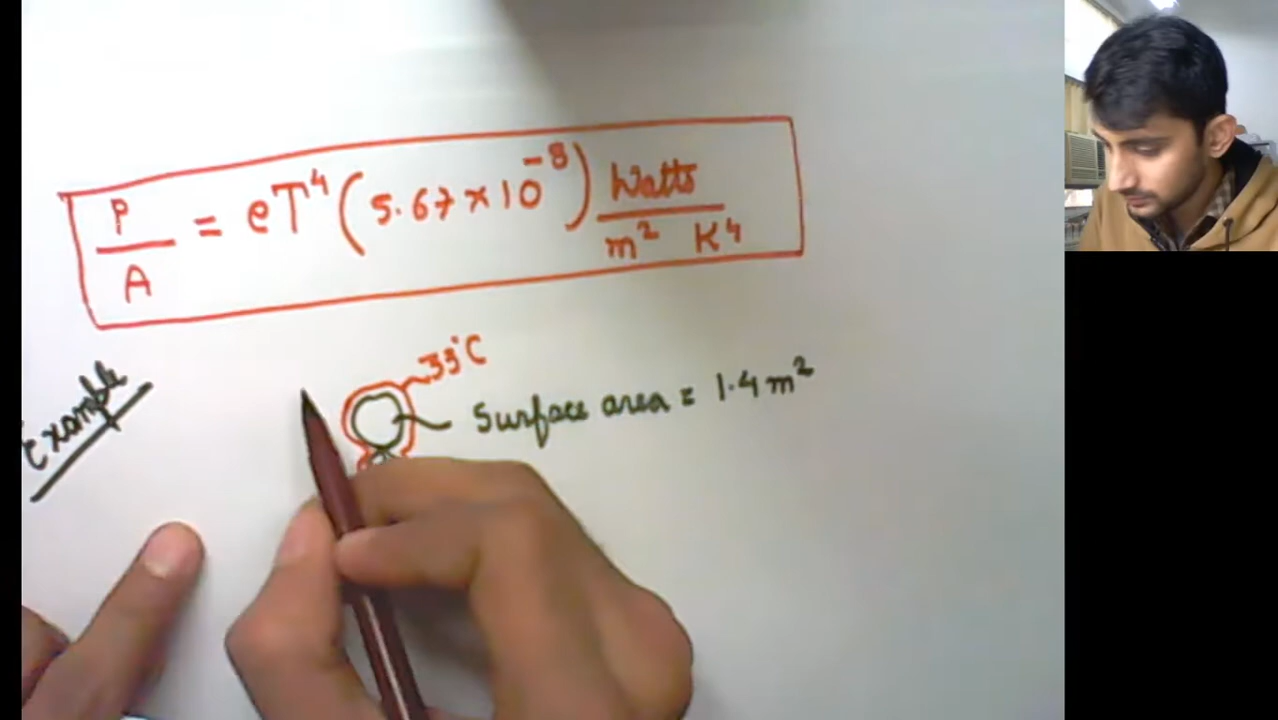 P/A = eT⁴ (5.67 × 10⁻⁸) Watts/m² K⁴
Example
33°C
Surface area = 1.4 m²